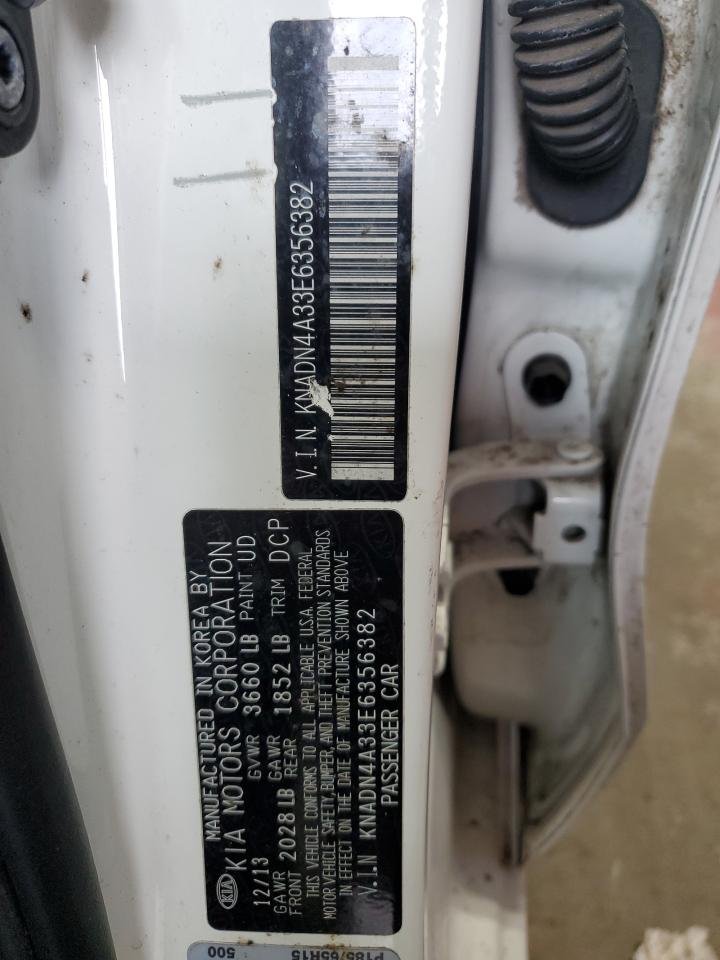 V.I.N. KNADN4A33E6356382
KIA
MANUFACTURED IN KOREA BY
KIA MOTORS CORPORATION
12/13 GVWR 3660 LB PAINT UD
GAWR FRONT 2028 LB GAWR REAR 1852 LB TRIM DCP
THIS VEHICLE CONFORMS TO ALL APPLICABLE U.S.A. FEDERAL
MOTOR VEHICLE SAFETY, BUMPER, AND THEFT PREVENTION STANDARDS
IN EFFECT ON THE DATE OF MANUFACTURE SHOWN ABOVE
V.I.N KNADN4A33E6356382
PASSENGER CAR
P185/65R15
500